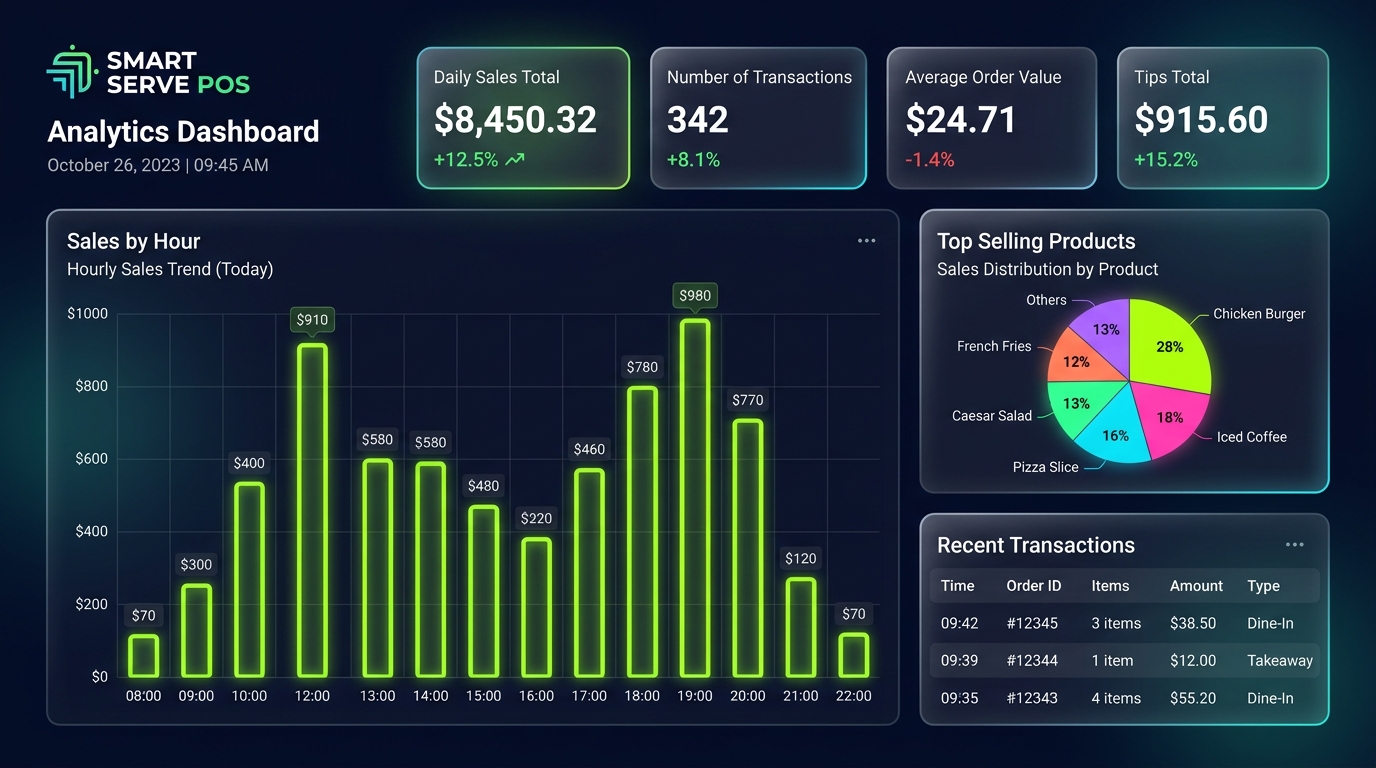 SMART
SERVE POS
Analytics Dashboard
October 26, 2023 | 09:45 AM
Daily Sales Total
$8,450.32
+12.5%
Number of Transactions
342
+8.1%
Average Order Value
$24.71
-1.4%
Tips Total
$915.60
+15.2%
Sales by Hour
Hourly Sales Trend (Today)
$1000
$800
$600
$400
$200
$0
$70
$300
$400
$910
$580
$580
$480
$220
$460
$780
$980
$770
$120
$70
08:00 09:00 10:00 12:00 13:00 14:00 15:00 16:00 17:00 18:00 19:00 20:00 21:00 22:00
Top Selling Products
Sales Distribution by Product
Others 13%
Chicken Burger 28%
French Fries 12%
Caesar Salad 13%
Iced Coffee 18%
Pizza Slice 16%
Recent Transactions
Time Order ID Items Amount Type
09:42 #12345 3 items $38.50 Dine-In
09:39 #12344 1 item $12.00 Takeaway
09:35 #12343 4 items $55.20 Dine-In